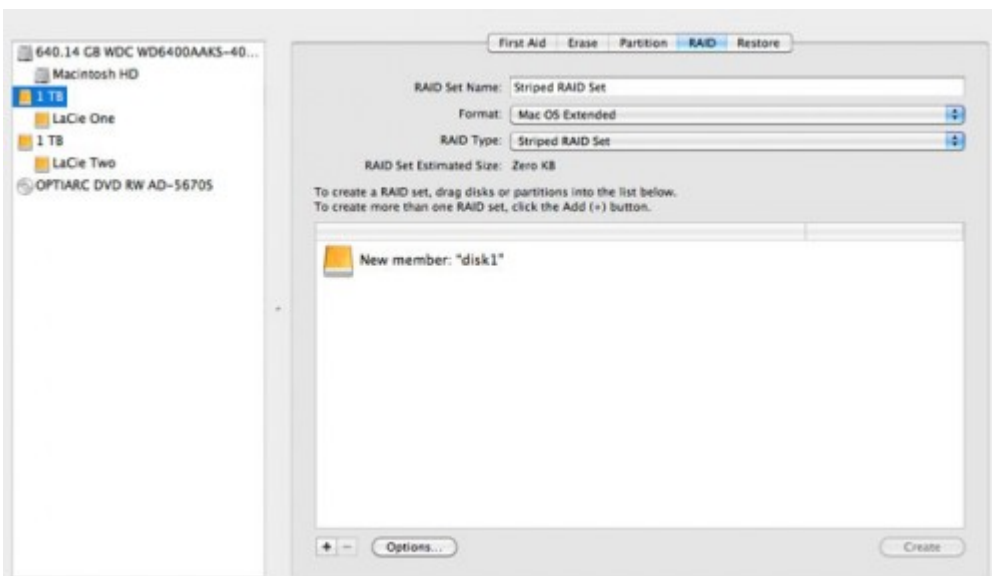 640.14 GB WDC WD6400AAKS-40...
Macintosh HD
1 TB
LaCie One
1 TB
LaCie Two
OPTIARC DVD RW AD-5670S
First Aid Erase Partition RAID Restore
RAID Set Name: Striped RAID Set
Format: Mac OS Extended
RAID Type: Striped RAID Set
RAID Set Estimated Size: Zero KB
To create a RAID set, drag disks or partitions into the list below.
To create more than one RAID set, click the Add (+) button.
New member: "disk1"
+ - Options... Create